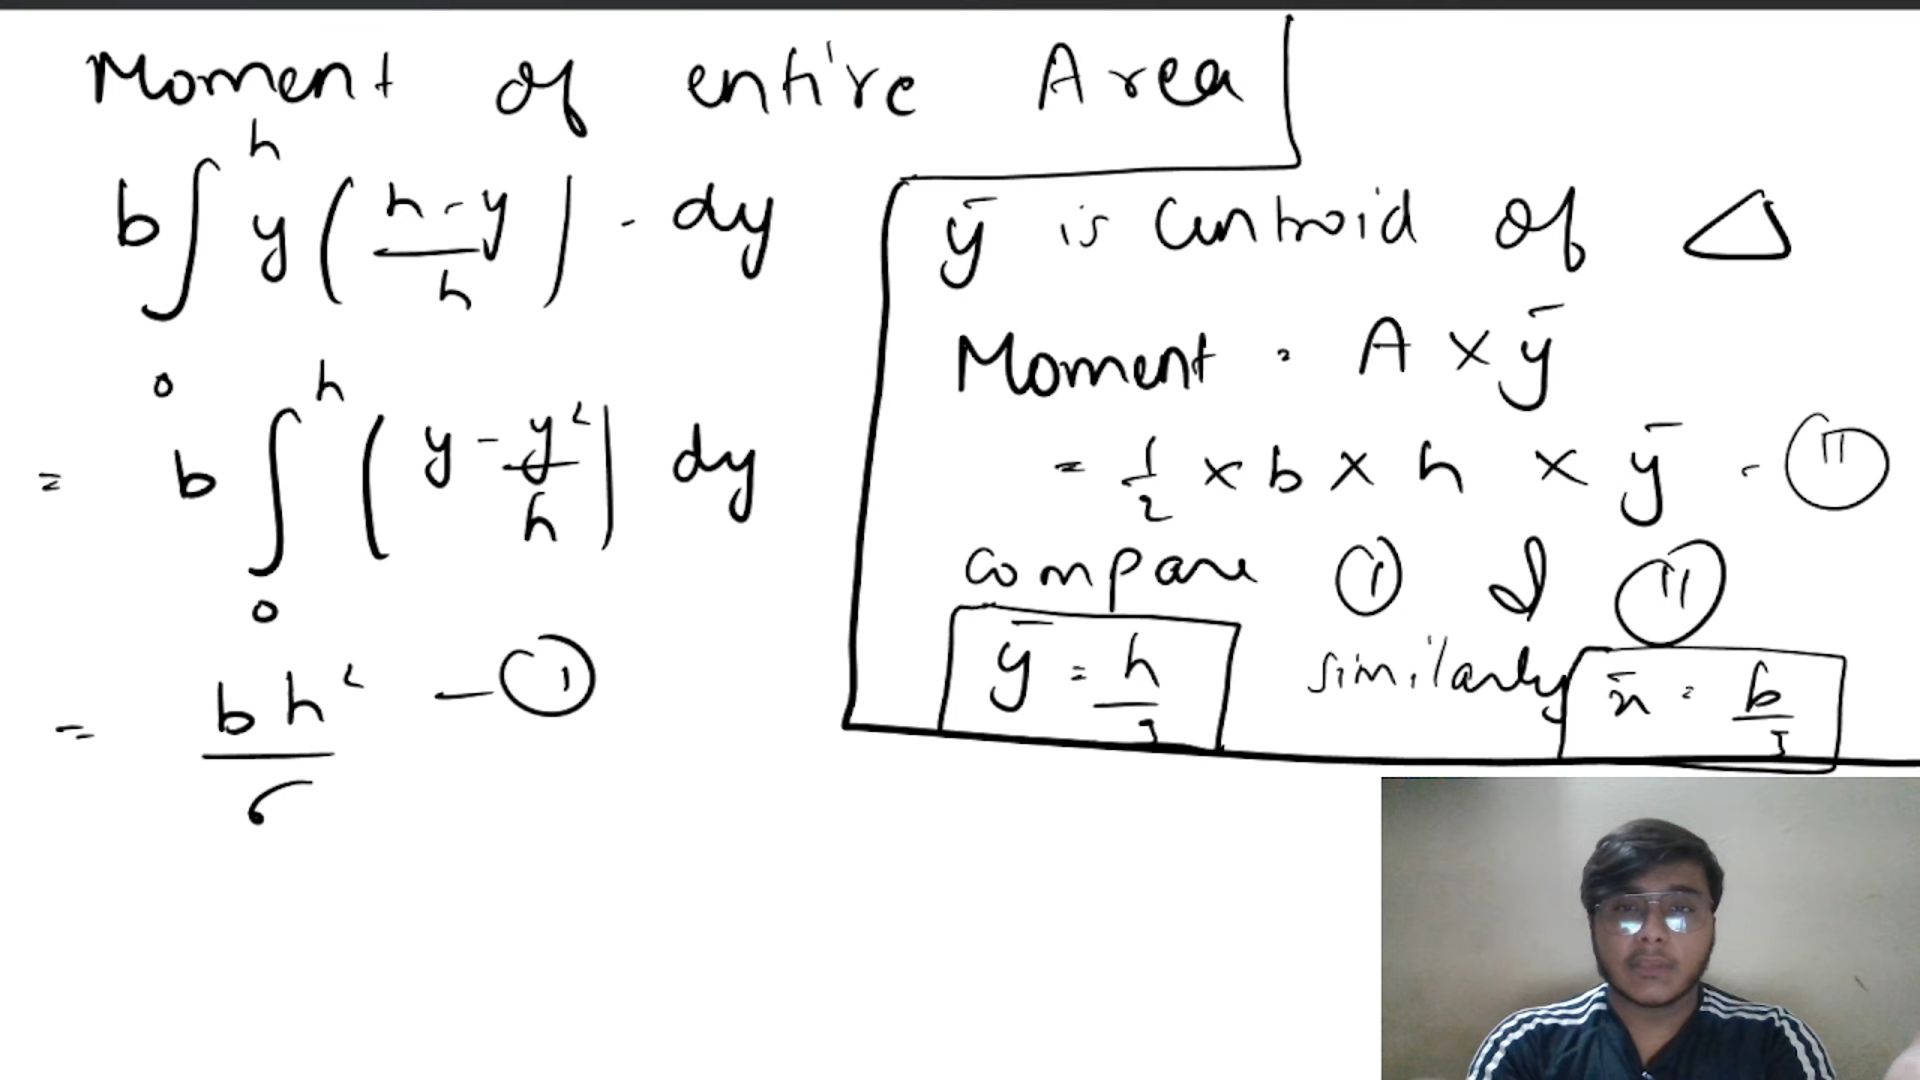 Moment of entire Area
b∫₀ʰ y ( (h-y)/h ) · dy
= b ∫₀ʰ ( y - y²/h ) dy
= bh²/6 — ①
ȳ is Centroid of △
Moment = A × ȳ
= 1/2 × b × h × ȳ - Ⅱ
Compare Ⅰ & Ⅱ
ȳ = h/3 similarly x̄ = b/3